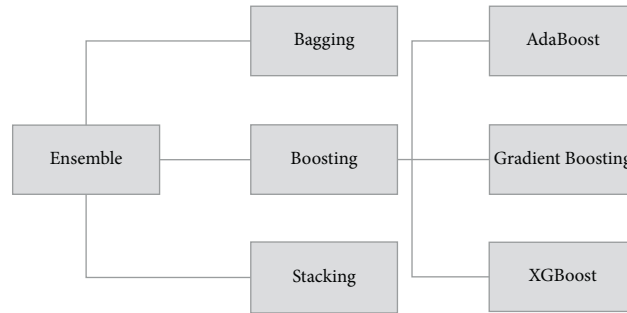 Bagging
AdaBoost
Ensemble
Boosting
Gradient Boosting
Stacking
XGBoost